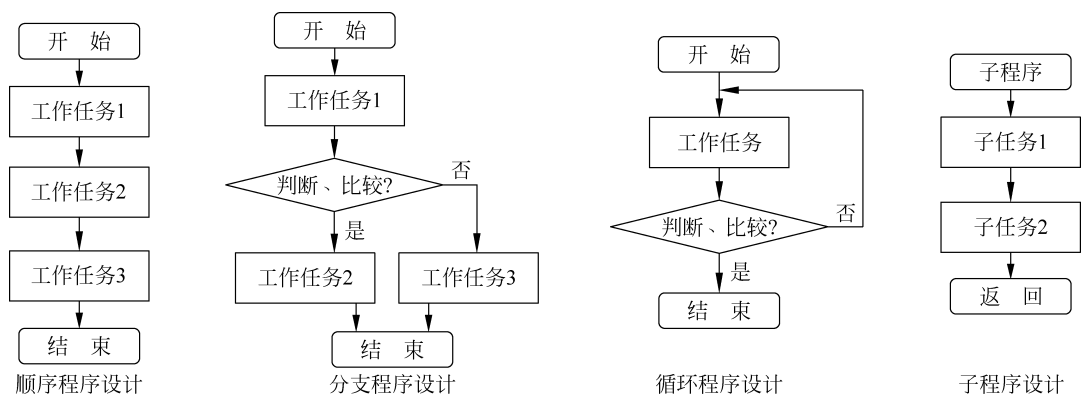 开 始
工作任务1
工作任务2
工作任务3
结 束
顺序程序设计
开 始
工作任务1
判断、比较?
否
是
工作任务2
工作任务3
结 束
分支程序设计
开 始
工作任务
判断、比较?
否
是
结 束
循环程序设计
子程序
子任务1
子任务2
返 回
子程序设计